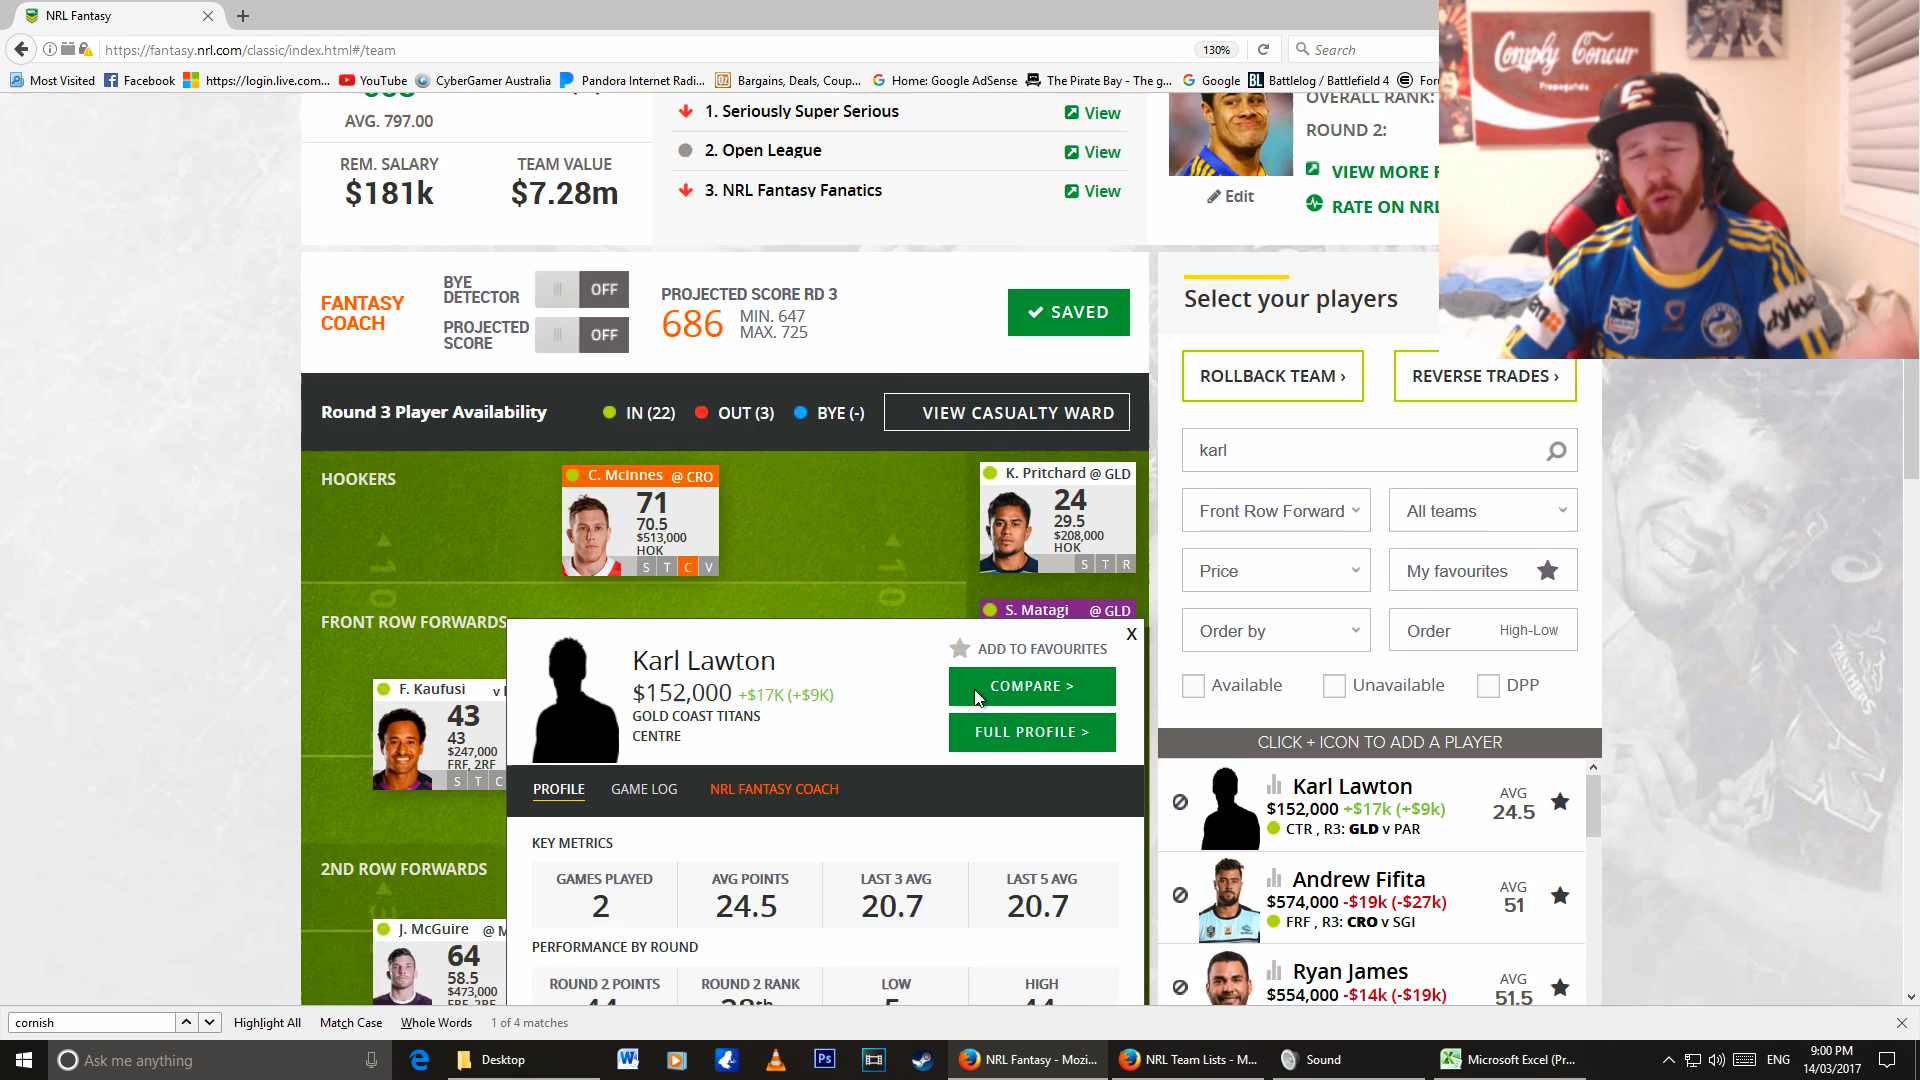 NRL Fantasy
https://fantasy.nrl.com/classic/index.html#/team
130%
Search
Most Visited
Facebook
https://login.live.com...
YouTube
CyberGamer Australia
Pandora Internet Radi...
Bargains, Deals, Coup...
Home: Google AdSense
The Pirate Bay - The g...
Google
Battlelog / Battlefield 4
For
Comply Concur
Propaganda
AVG. 797.00
REM. SALARY
$181k
TEAM VALUE
$7.28m
1. Seriously Super Serious
View
2. Open League
View
3. NRL Fantasy Fanatics
View
Edit
OVERALL RANK:
ROUND 2:
VIEW MORE
RATE ON NRL
FANTASY
COACH
BYE
DETECTOR
OFF
PROJECTED
SCORE
OFF
PROJECTED SCORE RD 3
686
MIN. 647
MAX. 725
SAVED
Round 3 Player Availability
IN (22)
OUT (3)
BYE (-)
VIEW CASUALTY WARD
HOOKERS
C. McInnes @ CRO
71
70.5
$513,000
HOK
S T C V
K. Pritchard @ GLD
24
29.5
$208,000
HOK
S T R
10
10
FRONT ROW FORWARDS
S. Matagi @ GLD
F. Kaufusi v
43
43
$247,000
FRF, 2RF
S T C
2ND ROW FORWARDS
J. McGuire @ M
64
58.5
$473,000
FRF, 2RF
X
Karl Lawton
$152,000 +$17K (+$9K)
GOLD COAST TITANS
CENTRE
ADD TO FAVOURITES
COMPARE >
FULL PROFILE >
PROFILE
GAME LOG
NRL FANTASY COACH
KEY METRICS
GAMES PLAYED
2
AVG POINTS
24.5
LAST 3 AVG
20.7
LAST 5 AVG
20.7
PERFORMANCE BY ROUND
ROUND 2 POINTS
44
ROUND 2 RANK
LOW
HIGH
44
Select your players
ROLLBACK TEAM ›
REVERSE TRADES ›
karl
Front Row Forward
All teams
Price
My favourites
Order by
Order High-Low
Available
Unavailable
DPP
CLICK + ICON TO ADD A PLAYER
Karl Lawton
$152,000 +$17k (+$9k)
CTR , R3: GLD v PAR
AVG
24.5
Andrew Fifita
$574,000 -$19k (-$27k)
FRF , R3: CRO v SGI
AVG
51
Ryan James
$554,000 -$14k (-$19k)
AVG
51.5
PANTHERS
cornish
Highlight All
Match Case
Whole Words
1 of 4 matches
Ask me anything
Desktop
NRL Fantasy - Mozi...
NRL Team Lists - M...
Sound
Microsoft Excel (Pr...
ENG
9:00 PM
14/03/2017